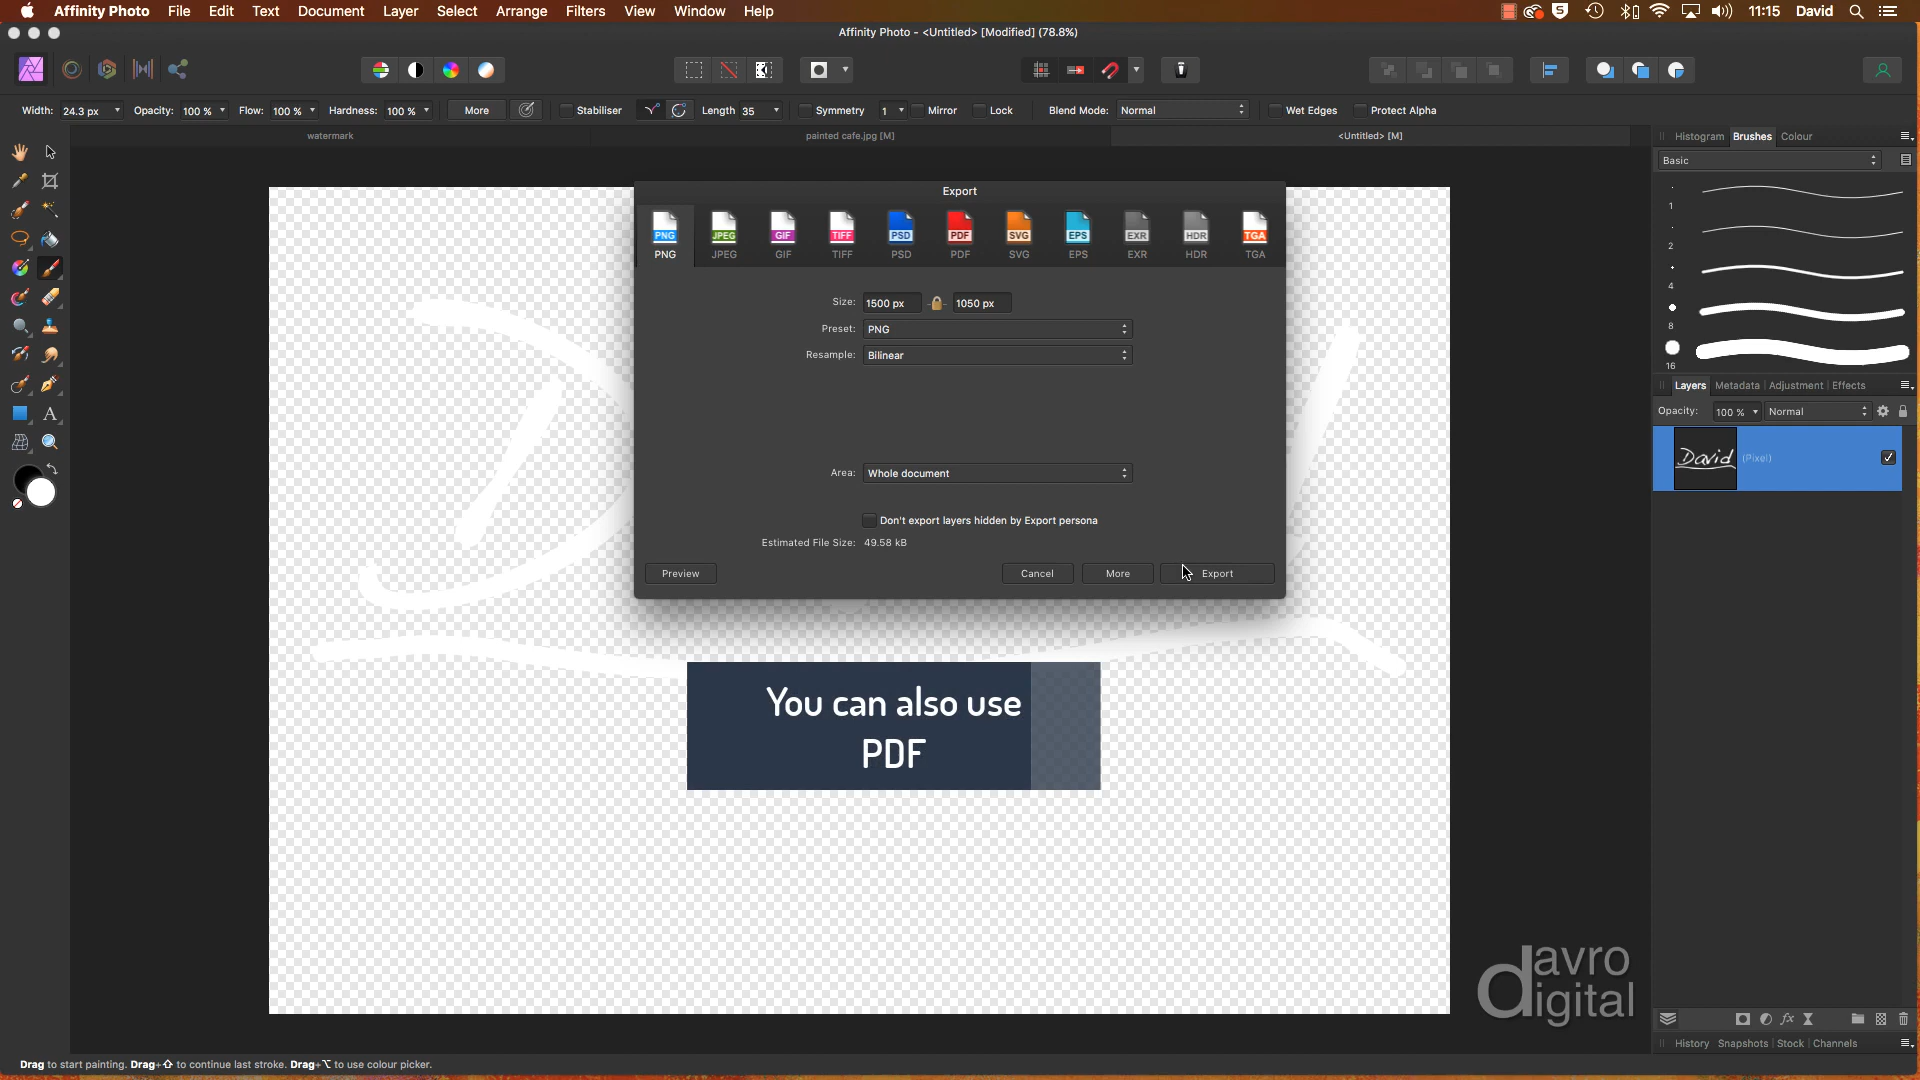 Affinity Photo File Edit Text Document Layer Select Arrange Filters View Window Help 11:15 David
Affinity Photo - <Untitled> [Modified] (78.8%)
Width: 24.3 px Opacity: 100 % Flow: 100 % Hardness: 100 % More Stabiliser Length 35 Symmetry 1 Mirror Lock Blend Mode: Normal Wet Edges Protect Alpha
watermark painted cafe.jpg [M] <Untitled> [M]
Histogram Brushes Colour
Basic
1
2
4
8
16
Export
PNG JPEG GIF TIFF PSD PDF SVG EPS EXR HDR TGA
PNG JPEG GIF TIFF PSD PDF SVG EPS EXR HDR TGA
Size: 1500 px 1050 px
Preset: PNG
Resample: Bilinear
Area: Whole document
Don't export layers hidden by Export persona
Estimated File Size: 49.58 kB
Preview Cancel More Export
Layers Metadata Adjustment Effects
Opacity: 100 % Normal
David (Pixel)
You can also use
PDF
davro
digital
fx
History Snapshots Stock Channels
Drag to start painting. Drag+⇧ to continue last stroke. Drag+⌥ to use colour picker.